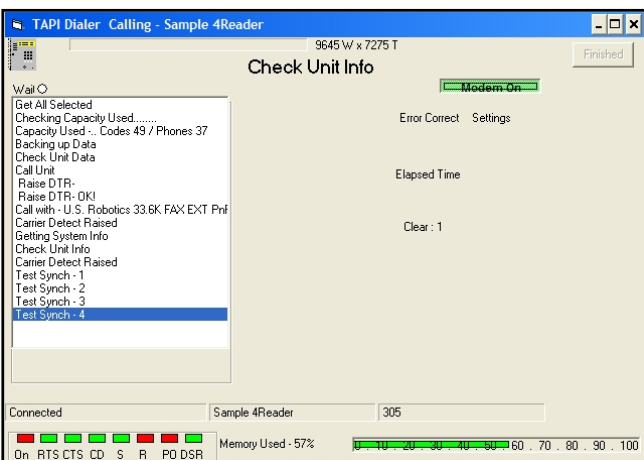 TAPI Dialer Calling - Sample 4Reader
9645 W x 7275 T
Finished
Check Unit Info
Wait
Modem On
Get All Selected
Checking Capacity Used........
Capacity Used -.. Codes 49 / Phones 37
Backing up Data
Check Unit Data
Call Unit
Raise DTR-
Raise DTR- OK!
Call with - U.S. Robotics 33.6K FAX EXT PnF
Carrier Detect Raised
Getting System Info
Check Unit Info
Carrier Detect Raised
Test Synch - 1
Test Synch - 2
Test Synch - 3
Test Synch - 4
Error Correct Settings
Elapsed Time
Clear : 1
Connected Sample 4Reader 305
On RTS CTS CD S R PO DSR
Memory Used - 57%
0 . 10 . 20 . 30 . 40 . 50 . 60 . 70 . 80 . 90 . 100